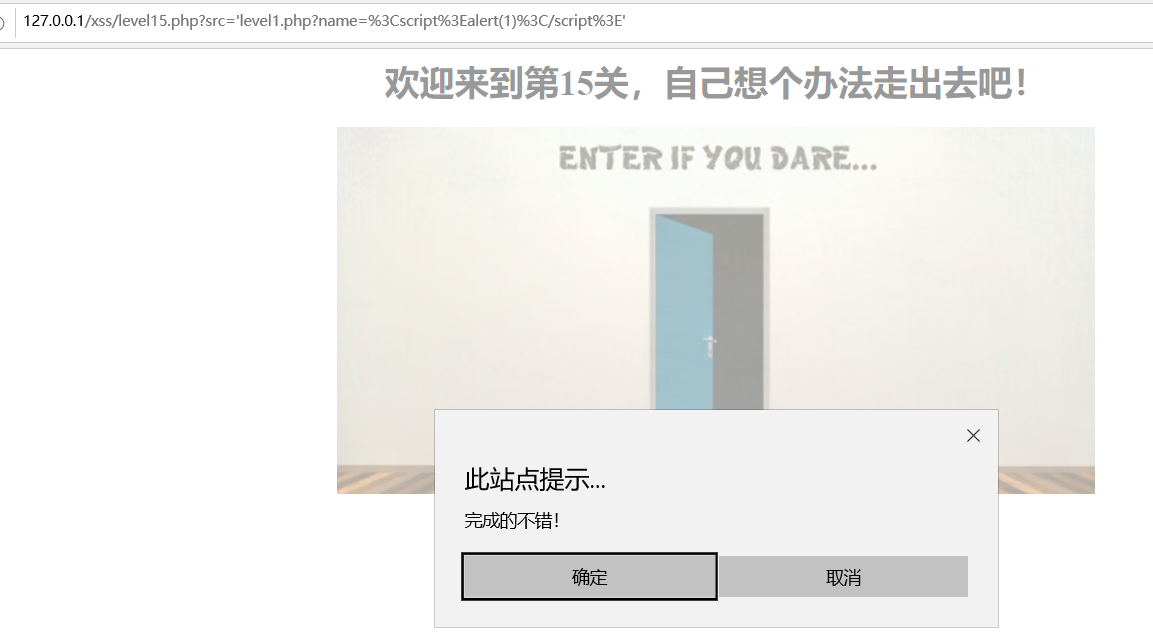 127.0.0.1/xss/level15.php?src='level1.php?name=%3Cscript%3Ealert(1)%3C/script%3E'
欢迎来到第15关，自己想个办法走出去吧！
ENTER IF YOU DARE...
此站点提示...
完成的不错！
确定 取消